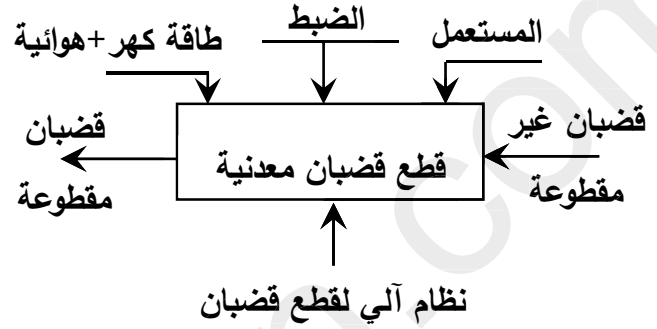 الضبط
المستعمل
طاقة كهر+هوائية
قضبان غير
مقطوعة
قطع قضبان معدنية
قضبان
مقطوعة
نظام آلي لقطع قضبان